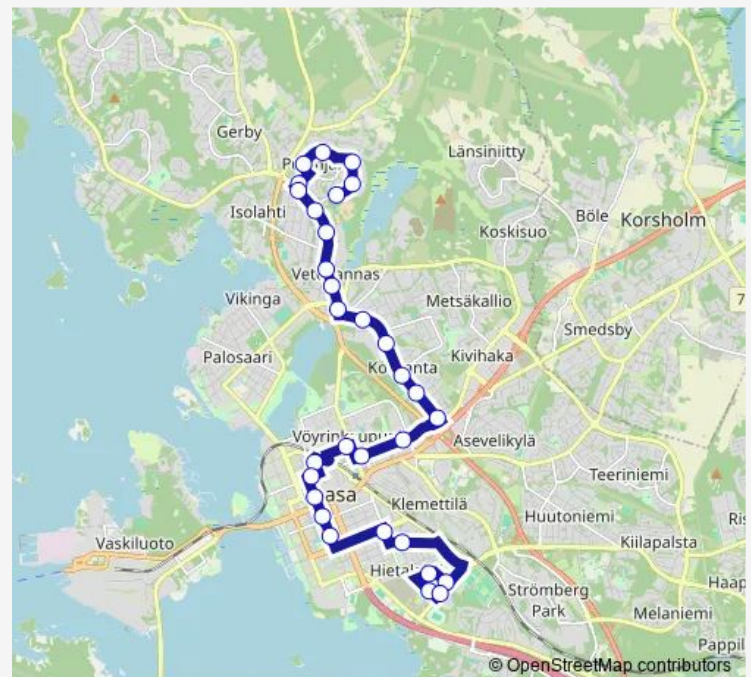 Gerby
Länsiniitty
Isolahti
Böle
Korsholm
Koskisuo
Vikinga
Metsäkallio
7
Smedsby
Palosaari
Kivihaka
Asevelikylä
Teeriniemi
Klemettilä
Huutoniemi
Vaskiluoto
Kiilapalsta
Strömberg
Park
Melaniemi
© OpenStreetMap contributors